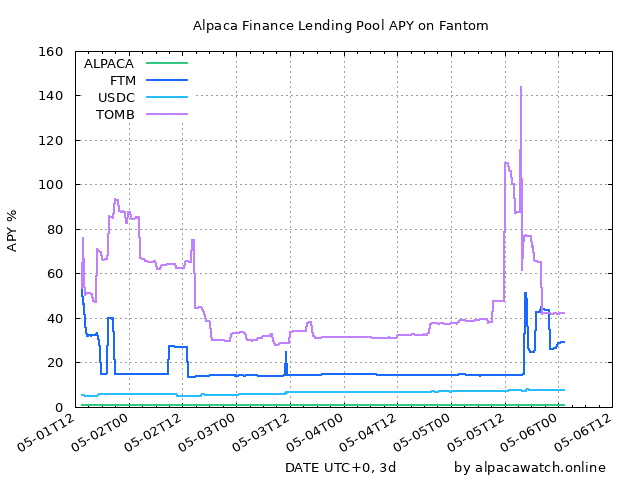 Alpaca Finance Lending Pool APY on Fantom
ALPACA
FTM
USDC
TOMB
160
140
120
100
80
60
40
20
0
APY %
05-01T12
05-02T00
05-02T12
05-03T00
05-03T12
05-04T00
05-04T12
05-05T00
05-05T12
05-06T00
05-06T12
DATE UTC+0, 3d
by alpacawatch.online